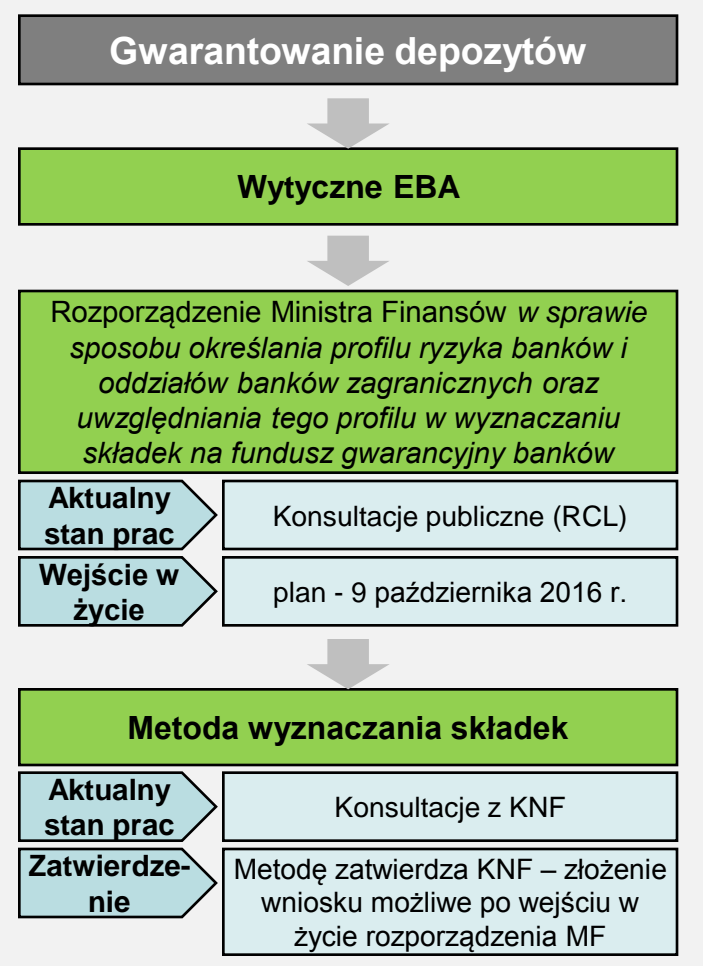 Gwarantowanie depozytów
Wytyczne EBA
Rozporządzenie Ministra Finansów w sprawie
sposobu określania profilu ryzyka banków i
oddziałów banków zagranicznych oraz
uwzględniania tego profilu w wyznaczaniu
składek na fundusz gwarancyjny banków
Aktualny
stan prac
Konsultacje publiczne (RCL)
Wejście w
życie
plan - 9 października 2016 r.
Metoda wyznaczania składek
Aktualny
stan prac
Konsultacje z KNF
Zatwierdze-
nie
Metodę zatwierdza KNF – złożenie
wniosku możliwe po wejściu w
życie rozporządzenia MF